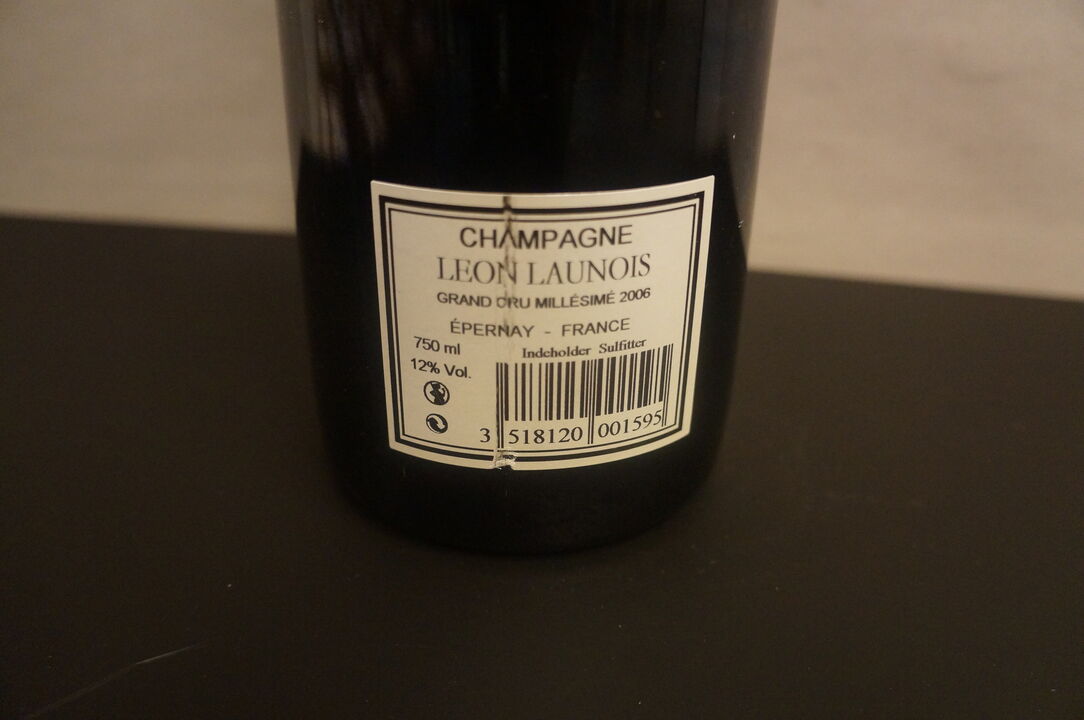 CHAMPAGNE
LEON LAUNOIS
GRAND CRU MILLÉSIMÉ 2006
ÉPERNAY - FRANCE
750 ml
Indeholder Sulfitter
12% Vol.
3 518120 001595